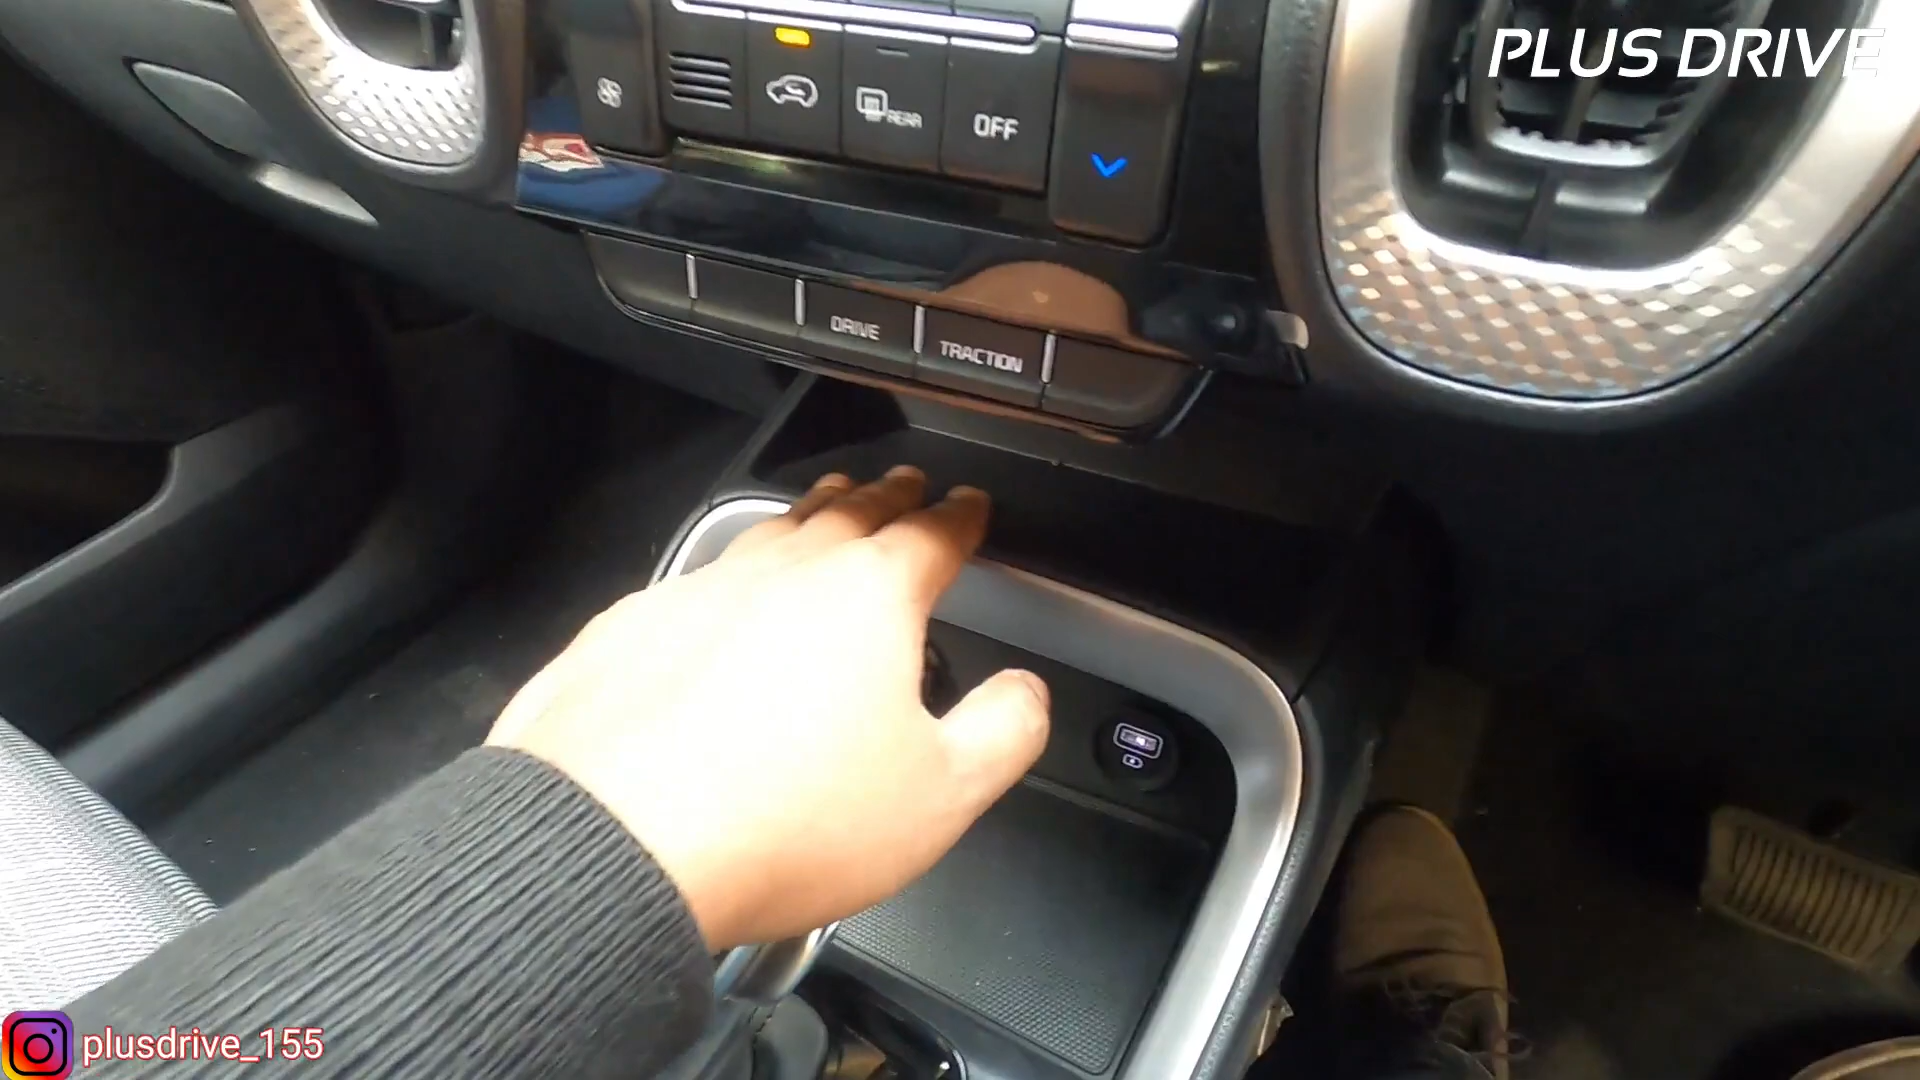 PLUS DRIVE
REAR
OFF
DRIVE
TRACTION
plusdrive_155